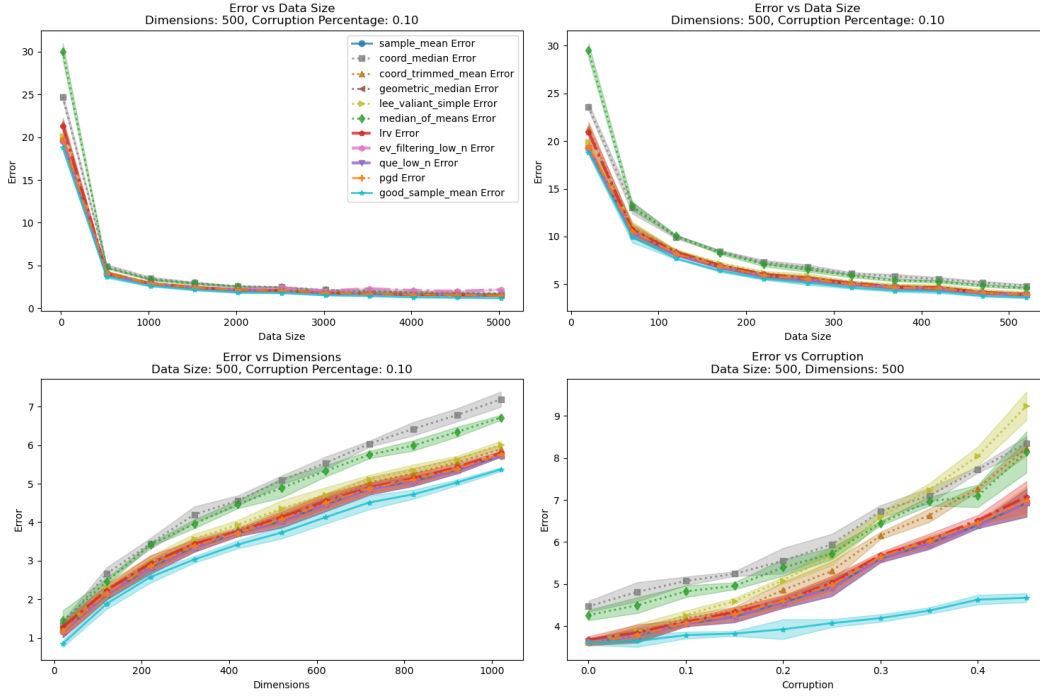 Error vs Data Size
Dimensions: 500, Corruption Percentage: 0.10
Error
30
25
20
15
10
5
0
0
1000
2000
3000
4000
5000
Data Size
sample_mean Error
coord_median Error
coord_trimmed_mean Error
geometric_median Error
lee_valiant_simple Error
median_of_means Error
lrv Error
ev_filtering_low_n Error
que_low_n Error
pgd Error
good_sample_mean Error
Error vs Data Size
Dimensions: 500, Corruption Percentage: 0.10
Error
30
25
20
15
10
5
0
100
200
300
400
500
Data Size
Error vs Dimensions
Data Size: 500, Corruption Percentage: 0.10
Error
7
6
5
4
3
2
1
0
200
400
600
800
1000
Dimensions
Error vs Corruption
Data Size: 500, Dimensions: 500
Error
9
8
7
6
5
4
0.0
0.1
0.2
0.3
0.4
Corruption